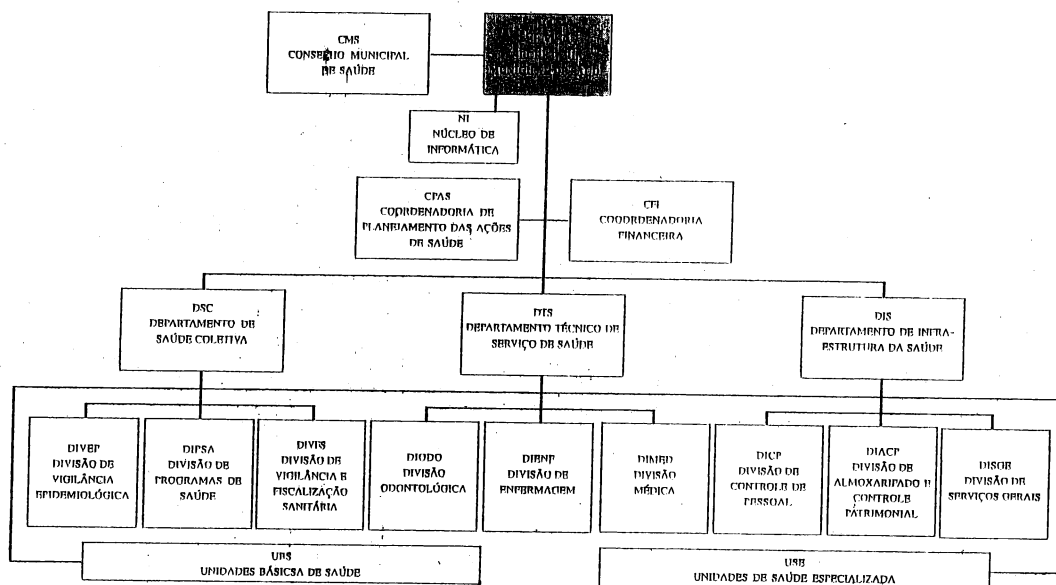 CMS
CONSELHO MUNICIPAL
DE SAÚDE
NI
NÚCLEO DE
INFORMÁTICA
CPAS
COORDENADORIA DE
PLANEJAMENTO DAS AÇÕES
DE SAÚDE
CFI
COOORDENADORIA
FINANCEIRA
DSC
DEPARTAMENTO DE
SAÚDE COLETIVA
DTS
DEPARTAMENTO TÉCNICO DE
SERVIÇO DE SAÚDE
DIS
DEPARTAMENTO DE INFRA-
ESTRUTURA DA SAÚDE
DIVEP
DIVISÃO DE
VIGILÂNCIA
EPIDEMIOLÓGICA
DIPSA
DIVISÃO DE
PROGRAMAS DE
SAÚDE
DIVFS
DIVISÃO DE
VIGILÂNCIA E
FISCALIZAÇÃO
SANITÁRIA
DIODO
DIVISÃO
ODONTOLÓGICA
DIENF
DIVISÃO DE
ENFERMAGEM
DIMED
DIVISÃO
MÉDICA
DICP
DIVISÃO DE
CONTROLE DE
PESSOAL
DIACP
DIVISÃO DE
ALMOXARIFADO E
CONTROLE
PATRIMONIAL
DISGE
DIVISÃO DE
SERVIÇOS GERAIS
UBS
UNIDADES BÁSICSA DE SAÚDE
USE
UNIDADES DE SAÚDE ESPECIALIZADA